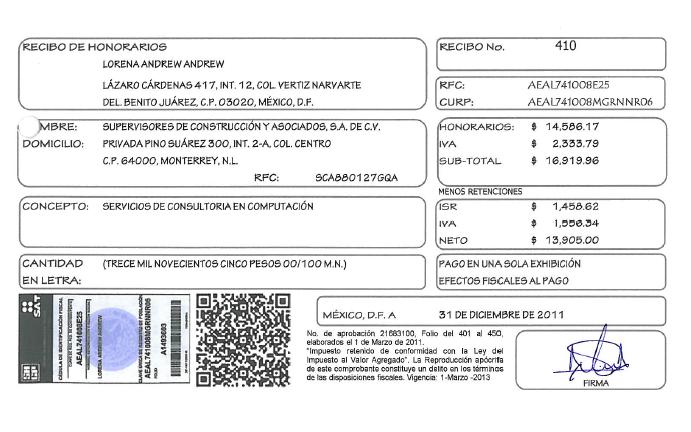 RECIBO DE HONORARIOS
LORENA ANDREW ANDREW
LÁZARO CÁRDENAS 417, INT. 12, COL. VERTIZ NARVARTE
DEL. BENITO JUÁREZ, C.P. 03020, MÉXICO, D.F.
RECIBO No. 410
RFC: AEAL741008E25
CURP: AEAL741008MGRNNR06
MBRE: SUPERVISORES DE CONSTRUCCIÓN Y ASOCIADOS, S.A. DE C.V.
DOMICILIO: PRIVADA PINO SUÁREZ 300, INT. 2-A, COL. CENTRO
C.P. 64000, MONTERREY, N.L.
RFC: SCA880127GQA
HONORARIOS: $ 14,586.17
IVA $ 2,333.79
SUB-TOTAL $ 16,919.96
MENOS RETENCIONES
ISR $ 1,458.62
IVA $ 1,556.34
NETO $ 13,905.00
CONCEPTO: SERVICIOS DE CONSULTORIA EN COMPUTACIÓN
CANTIDAD (TRECE MIL NOVECIENTOS CINCO PESOS 00/100 M.N.)
EN LETRA:
PAGO EN UNA SOLA EXHIBICIÓN
EFECTOS FISCALES AL PAGO
SAT
CÉDULA DE IDENTIFICACIÓN FISCAL
AEAL741008E25
LORENA ANDREW ANDREW
CLAVE ÚNICA DE REGISTRO DE POBLACIÓN
AEAL741008MGRNNR06
FOLIO A1493603
MÉXICO, D.F. A 31 DE DICIEMBRE DE 2011
No. de aprobación 21683100, Folio del 401 al 450,
elaborados el 1 de Marzo de 2011.
"Impuesto retenido de conformidad con la Ley del
Impuesto al Valor Agregado". La Reproducción apócrifa
de este comprobante constituye un delito en los términos
de las disposiciones fiscales. Vigencia: 1-Marzo -2013
FIRMA